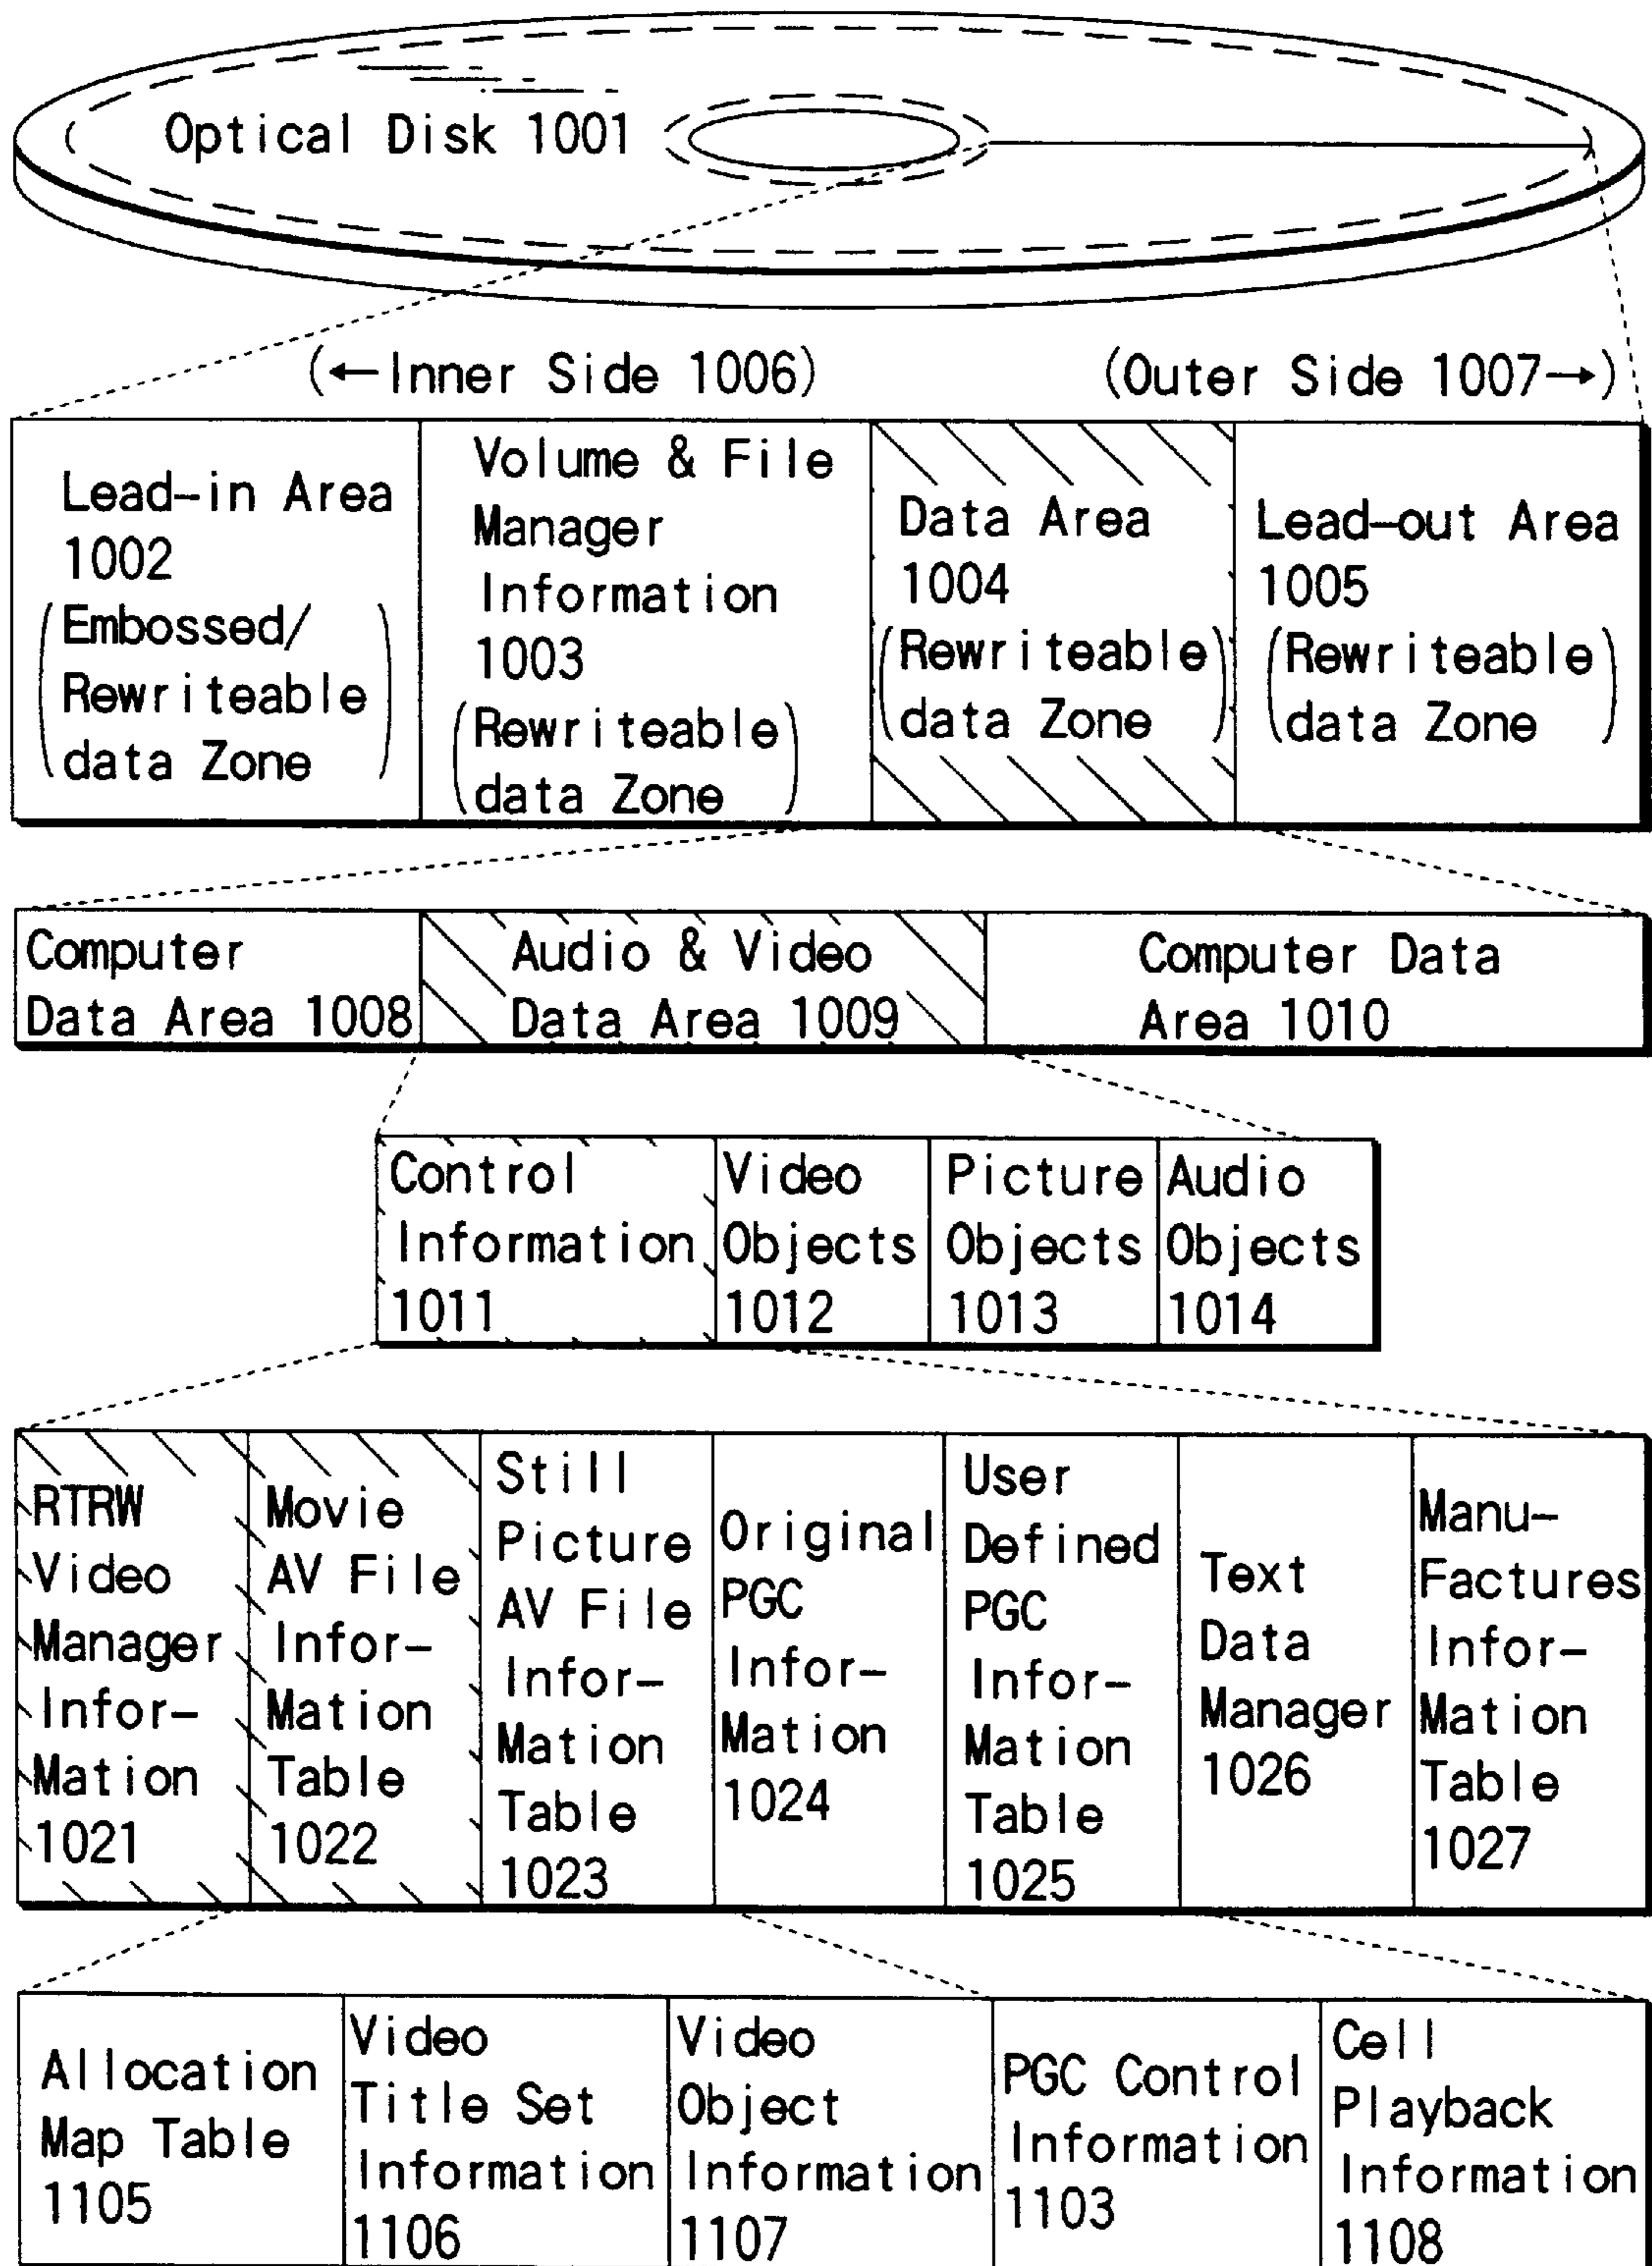 Optical Disk 1001
(←Inner Side 1006)
(Outer Side 1007→)
Lead-in Area
1002
(Embossed/
Rewriteable
data Zone)
Volume & File
Manager
Information
1003
(Rewriteable
data Zone)
Data Area
1004
(Rewriteable
data Zone)
Lead-out Area
1005
(Rewriteable
data Zone)
Computer
Data Area 1008
Audio & Video
Data Area 1009
Computer Data
Area 1010
Control
Information
1011
Video
Objects
1012
Picture
Objects
1013
Audio
Objects
1014
RTRW
Video
Manager
Infor-
Mation
1021
Movie
AV File
Infor-
Mation
Table
1022
Still
Picture
AV File
Infor-
Mation
Table
1023
Original
PGC
Infor-
Mation
1024
User
Defined
PGC
Infor-
Mation
Table
1025
Text
Data
Manager
1026
Manu-
Factures
Infor-
Mation
Table
1027
Allocation
Map Table
1105
Video
Title Set
Information
1106
Video
Object
Information
1107
PGC Control
Information
1103
Cell
Playback
Information
1108